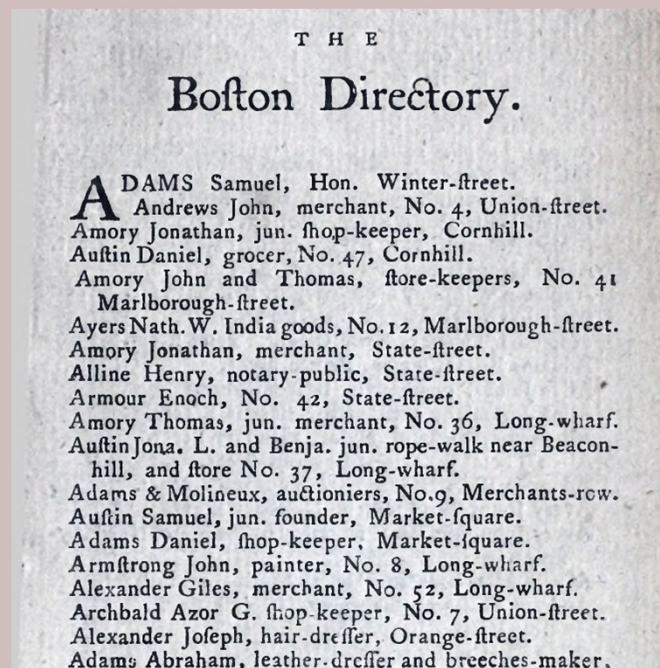 THE
Boſton Directory.
ADAMS Samuel, Hon. Winter-ſtreet.
Andrews John, merchant, No. 4, Union-ſtreet.
Amory Jonathan, jun. ſhop-keeper, Cornhill.
Auſtin Daniel, grocer, No. 47, Cornhill.
Amory John and Thomas, ſtore-keepers, No. 41
Marlborough-ſtreet.
Ayers Nath. W. India goods, No. 12, Marlborough-ſtreet.
Amory Jonathan, merchant, State-ſtreet.
Alline Henry, notary-public, State-ſtreet.
Armour Enoch, No. 42, State-ſtreet.
Amory Thomas, jun. merchant, No. 36, Long-wharf.
Auſtin Jona. L. and Benja. jun. rope-walk near Beacon-
hill, and ſtore No. 37, Long-wharf.
Adams & Molineux, auctioniers, No. 9, Merchants-row.
Auſtin Samuel, jun. founder, Market-ſquare.
Adams Daniel, ſhop-keeper, Market-ſquare.
Armſtrong John, painter, No. 8, Long-wharf.
Alexander Giles, merchant, No. 52, Long-wharf.
Archbald Azor G. ſhop-keeper, No. 7, Union-ſtreet.
Alexander Joſeph, hair-dreſſer, Orange-ſtreet.
Adams Abraham, leather-dreſſer and breeches-maker,